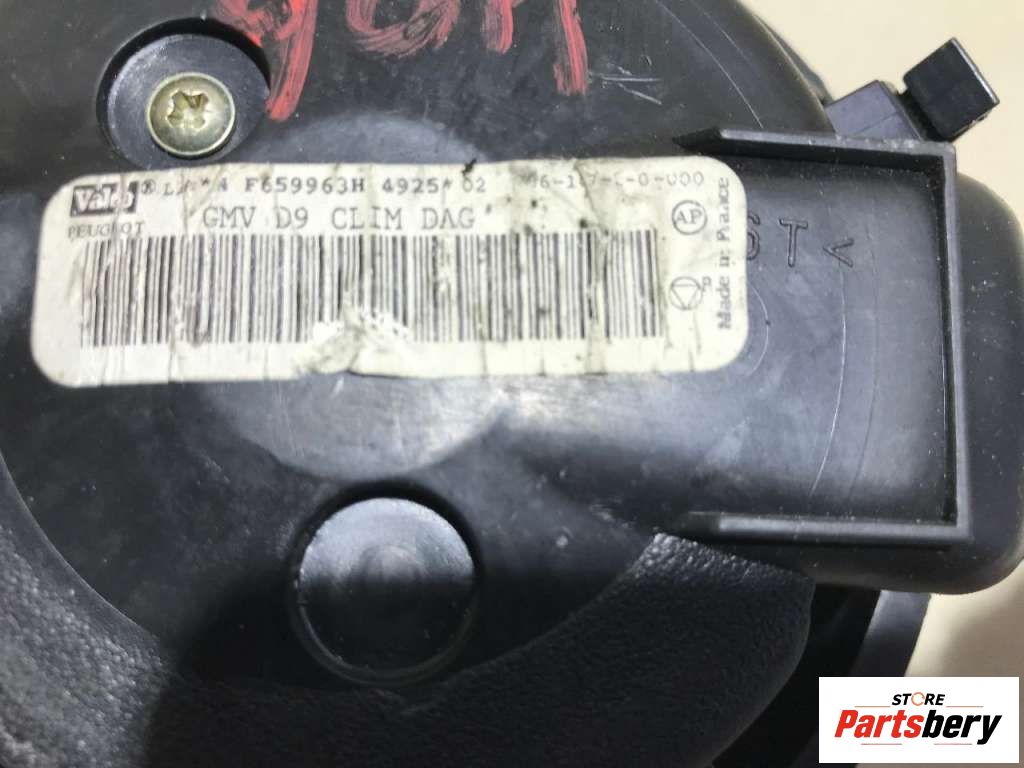 Valeo® F659963H 4925*02
PEUGEOT GMV D9 CLIM DAG
AP
Made in France
P
T<
STORE
Partsbery